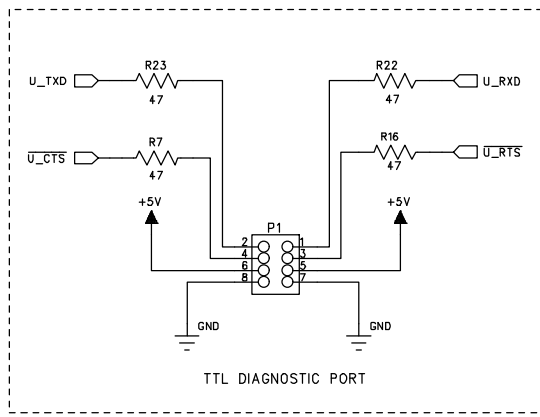 R23 R22
U_TXD U_RXD
47 47
R7 R16
U_CTS U_RTS
47 47
+5V +5V
P1
2 1
4 3
6 5
8 7
GND GND
TTL DIAGNOSTIC PORT